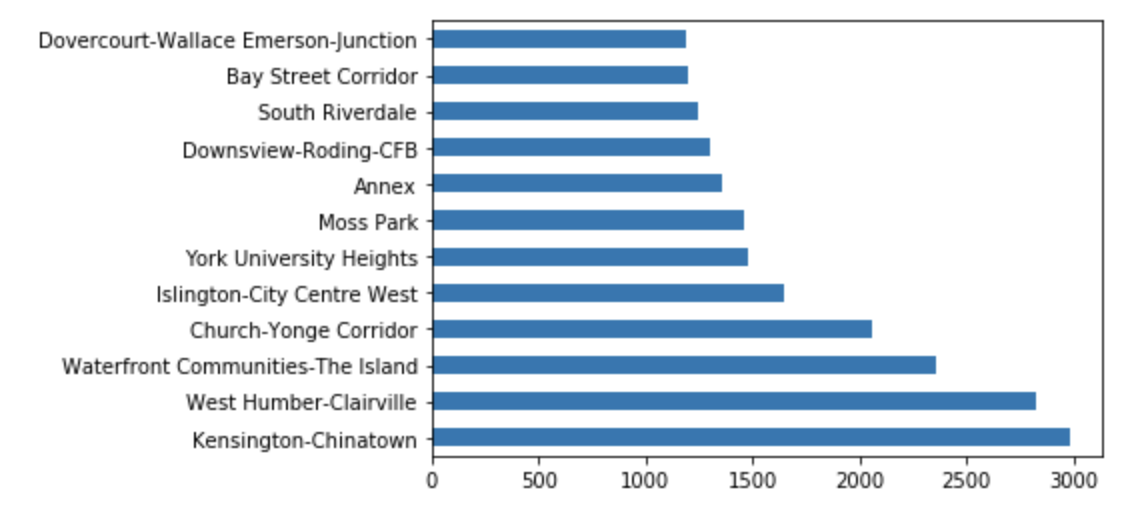 Dovercourt-Wallace Emerson-Junction
Bay Street Corridor
South Riverdale
Downsview-Roding-CFB
Annex
Moss Park
York University Heights
Islington-City Centre West
Church-Yonge Corridor
Waterfront Communities-The Island
West Humber-Clairville
Kensington-Chinatown
0 500 1000 1500 2000 2500 3000